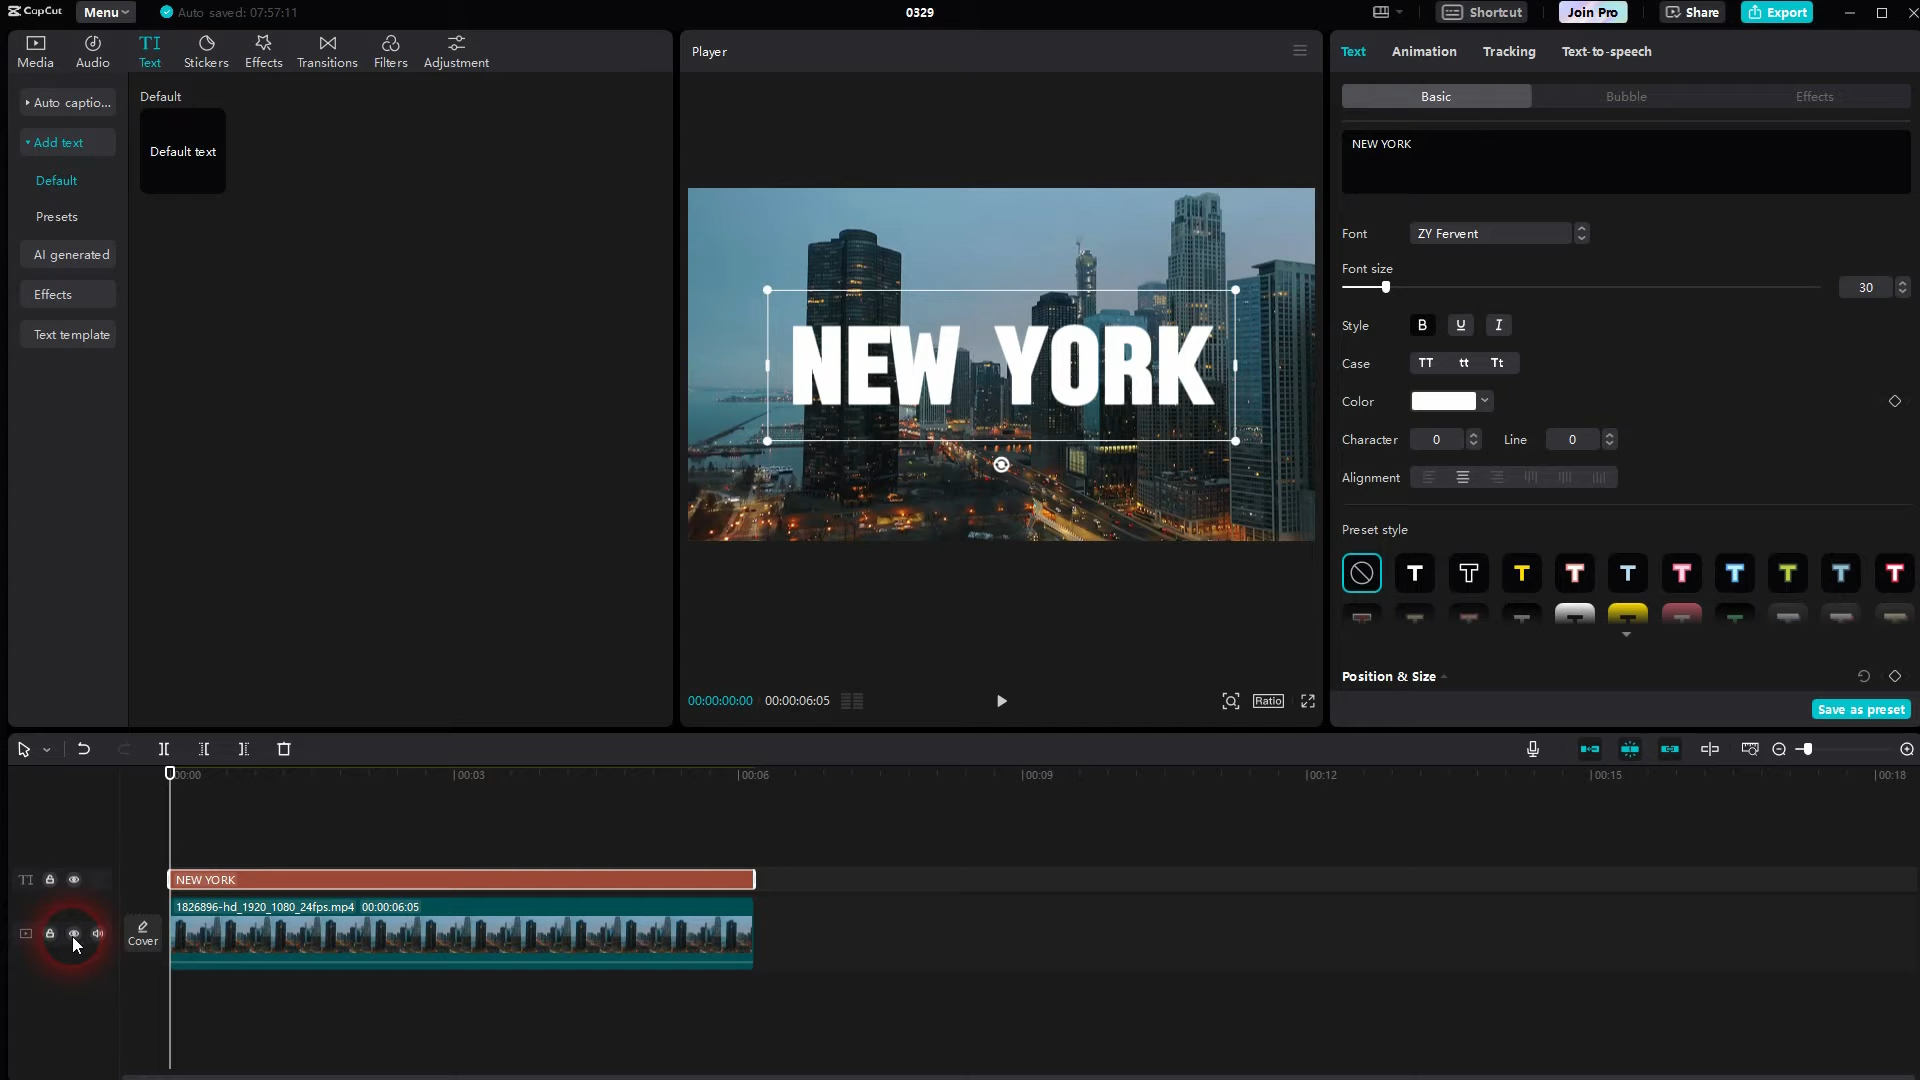 CapCut
Menu
Auto saved: 07:57:11
0329
Shortcut
Join Pro
Share
Export
Media
Audio
TI
Text
Stickers
Effects
Transitions
Filters
Adjustment
Auto captio...
Add text
Default
Presets
AI generated
Effects
Text template
Default
Default text
Player
NEW YORK
00:00:00:00
00:00:06:05
Ratio
Text
Animation
Tracking
Text-to-speech
Basic
Bubble
Effects
NEW YORK
Font
ZY Fervent
Font size
30
Style
B U I
Case
TT tt Tt
Color
Character
0
Line
0
Alignment
Preset style
T T T T T T T T T T T
Position & Size
Save as preset
00:00
00:03
00:06
00:09
00:12
00:15
00:18
TI
NEW YORK
1826896-hd_1920_1080_24fps.mp4 00:00:06:05
Cover